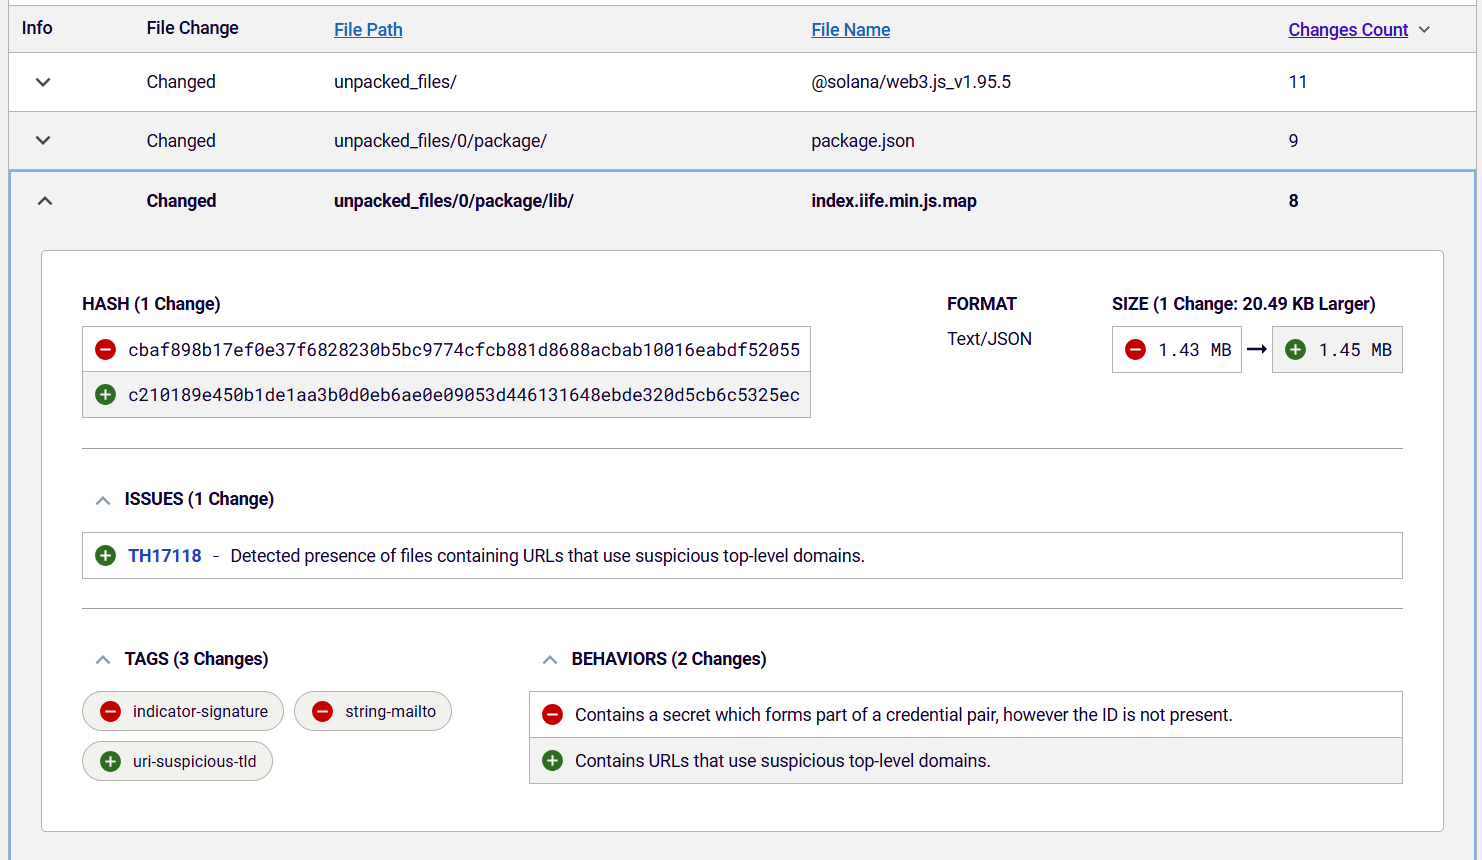 Info File Change File Path File Name Changes Count
Changed unpacked_files/ @solana/web3.js_v1.95.5 11
Changed unpacked_files/0/package/ package.json 9
Changed unpacked_files/0/package/lib/ index.iife.min.js.map 8
HASH (1 Change) FORMAT SIZE (1 Change: 20.49 KB Larger)
cbaf898b17ef0e37f6828230b5bc9774cfcb881d8688acbab10016eabdf52055 Text/JSON 1.43 MB 1.45 MB
c210189e450b1de1aa3b0d0eb6ae0e09053d446131648ebde320d5cb6c5325ec
ISSUES (1 Change)
TH17118 - Detected presence of files containing URLs that use suspicious top-level domains.
TAGS (3 Changes) BEHAVIORS (2 Changes)
indicator-signature string-mailto Contains a secret which forms part of a credential pair, however the ID is not present.
uri-suspicious-tld Contains URLs that use suspicious top-level domains.